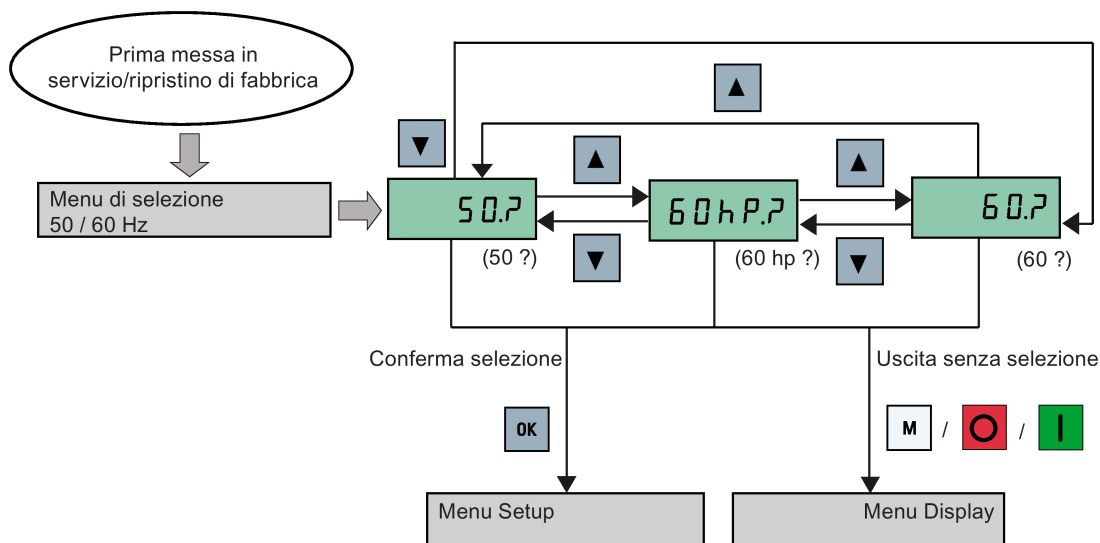 Prima messa in
servizio/ripristino di fabbrica
Menu di selezione
50 / 60 Hz
50.?
60hP.?
60.?
(50 ?)
(60 hp ?)
(60 ?)
Conferma selezione
Uscita senza selezione
OK
M / /
Menu Setup
Menu Display